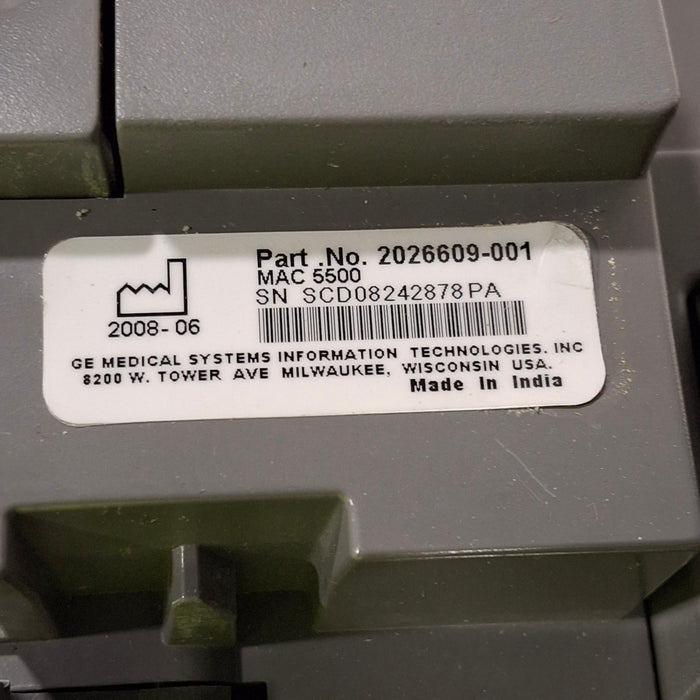 Part .No. 2026609-001
MAC 5500
SN SCD08242878PA
2008-06
GE MEDICAL SYSTEMS INFORMATION TECHNOLOGIES. INC
8200 W. TOWER AVE MILWAUKEE, WISCONSIN USA.
Made In India